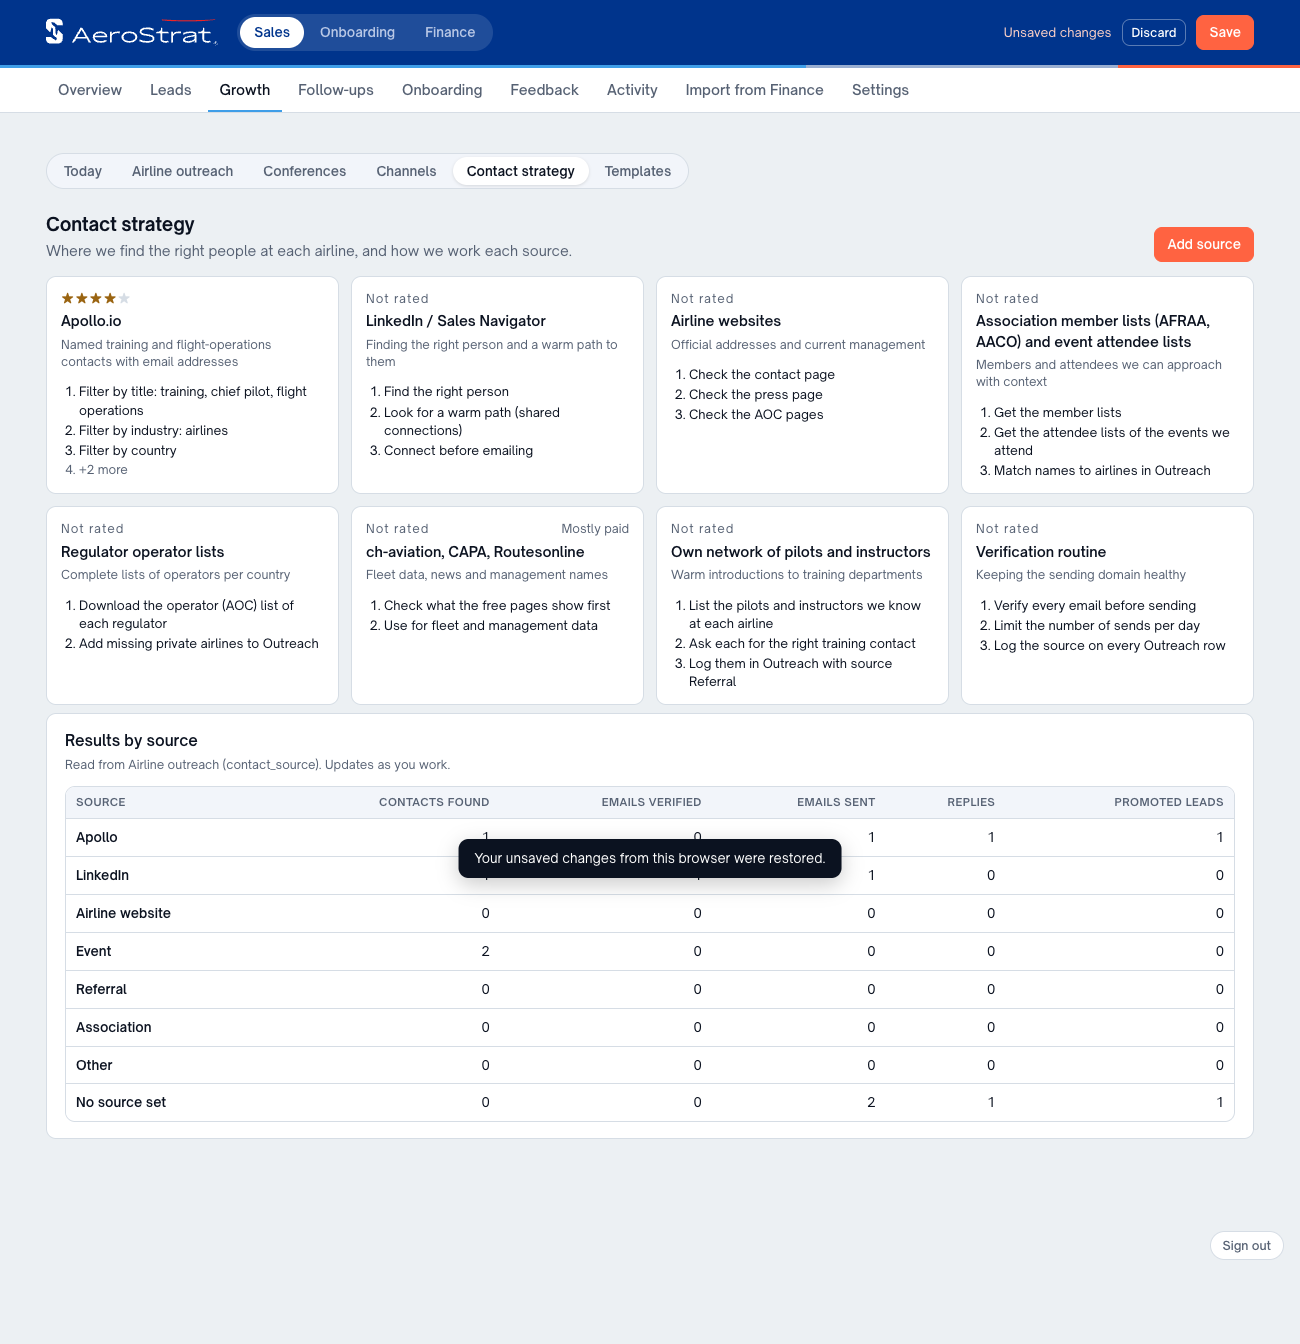 AeroStrat
Sales
Onboarding
Finance
Unsaved changes
Discard
Save
Overview
Leads
Growth
Follow-ups
Onboarding
Feedback
Activity
Import from Finance
Settings
Today
Airline outreach
Conferences
Channels
Contact strategy
Templates
Contact strategy
Where we find the right people at each airline, and how we work each source.
Add source
Apollo.io
Named training and flight-operations
contacts with email addresses
1. Filter by title: training, chief pilot, flight
operations
2. Filter by industry: airlines
3. Filter by country
4. +2 more
Not rated
LinkedIn / Sales Navigator
Finding the right person and a warm path to
them
1. Find the right person
2. Look for a warm path (shared
connections)
3. Connect before emailing
Not rated
Airline websites
Official addresses and current management
1. Check the contact page
2. Check the press page
3. Check the AOC pages
Not rated
Association member lists (AFRAA,
AACO) and event attendee lists
Members and attendees we can approach
with context
1. Get the member lists
2. Get the attendee lists of the events we
attend
3. Match names to airlines in Outreach
Not rated
Regulator operator lists
Complete lists of operators per country
1. Download the operator (AOC) list of
each regulator
2. Add missing private airlines to Outreach
Not rated
Mostly paid
ch-aviation, CAPA, Routesonline
Fleet data, news and management names
1. Check what the free pages show first
2. Use for fleet and management data
Not rated
Own network of pilots and instructors
Warm introductions to training departments
1. List the pilots and instructors we know
at each airline
2. Ask each for the right training contact
3. Log them in Outreach with source
Referral
Not rated
Verification routine
Keeping the sending domain healthy
1. Verify every email before sending
2. Limit the number of sends per day
3. Log the source on every Outreach row
Results by source
Read from Airline outreach (contact_source). Updates as you work.
SOURCE CONTACTS FOUND EMAILS VERIFIED EMAILS SENT REPLIES PROMOTED LEADS
Apollo 1 0 1 1 1
Your unsaved changes from this browser were restored.
LinkedIn 1 0 0
Airline website 0 0 0 0 0
Event 2 0 0 0 0
Referral 0 0 0 0 0
Association 0 0 0 0 0
Other 0 0 0 0 0
No source set 0 0 2 1 1
Sign out